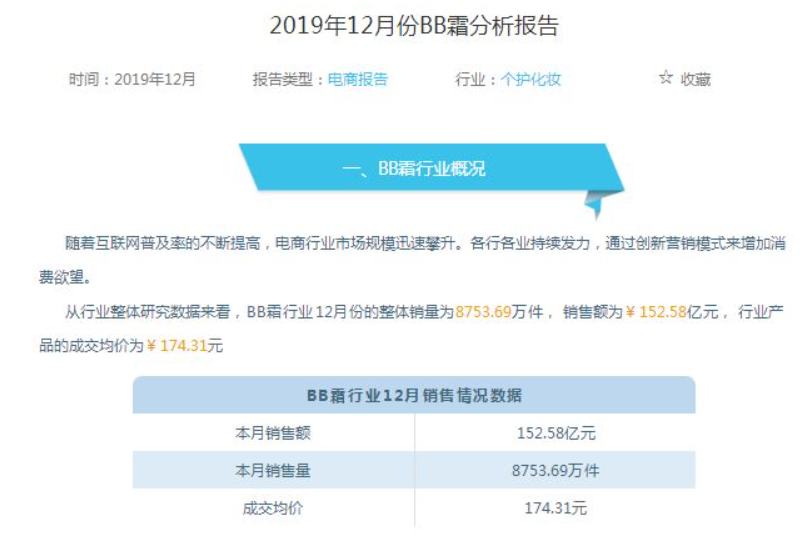 2019年12月份BB霜分析报告
时间：2019年12月 报告类型：电商报告 行业：个护化妆 ☆ 收藏
一、BB霜行业概况
随着互联网普及率的不断提高，电商行业市场规模迅速攀升。各行各业持续发力，通过创新营销模式来增加消
费欲望。
从行业整体研究数据来看，BB霜行业12月份的整体销量为8753.69万件， 销售额为￥152.58亿元， 行业产
品的成交均价为￥174.31元
BB霜行业12月销售情况数据
本月销售额 152.58亿元
本月销售量 8753.69万件
成交均价 174.31元